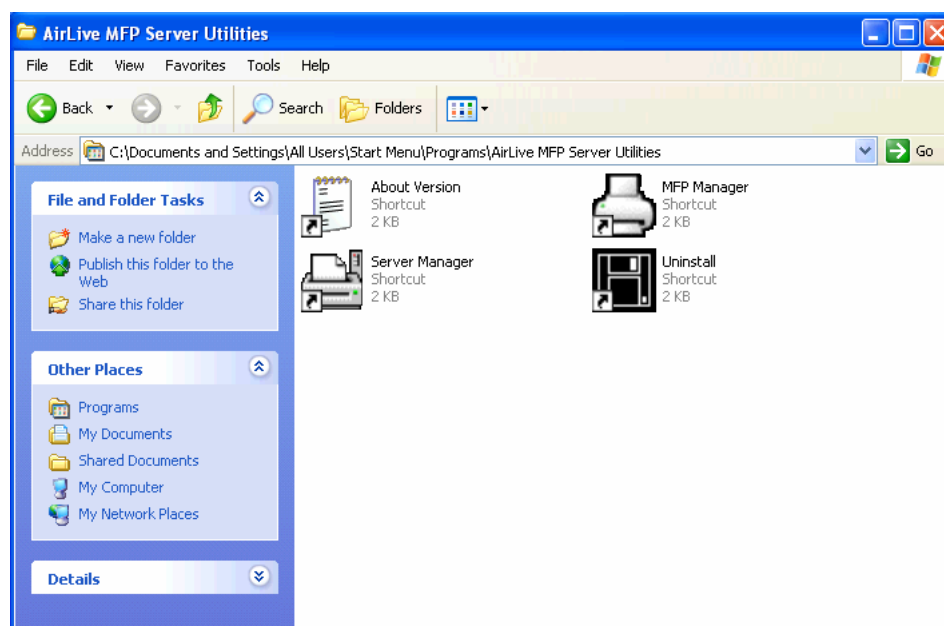 AirLive MFP Server Utilities
File Edit View Favorites Tools Help
Back Search Folders
Address C:\Documents and Settings\All Users\Start Menu\Programs\AirLive MFP Server Utilities Go
File and Folder Tasks
Make a new folder
Publish this folder to the
Web
Share this folder
Other Places
Programs
My Documents
Shared Documents
My Computer
My Network Places
Details
About Version
Shortcut
2 KB
MFP Manager
Shortcut
2 KB
Server Manager
Shortcut
2 KB
Uninstall
Shortcut
2 KB